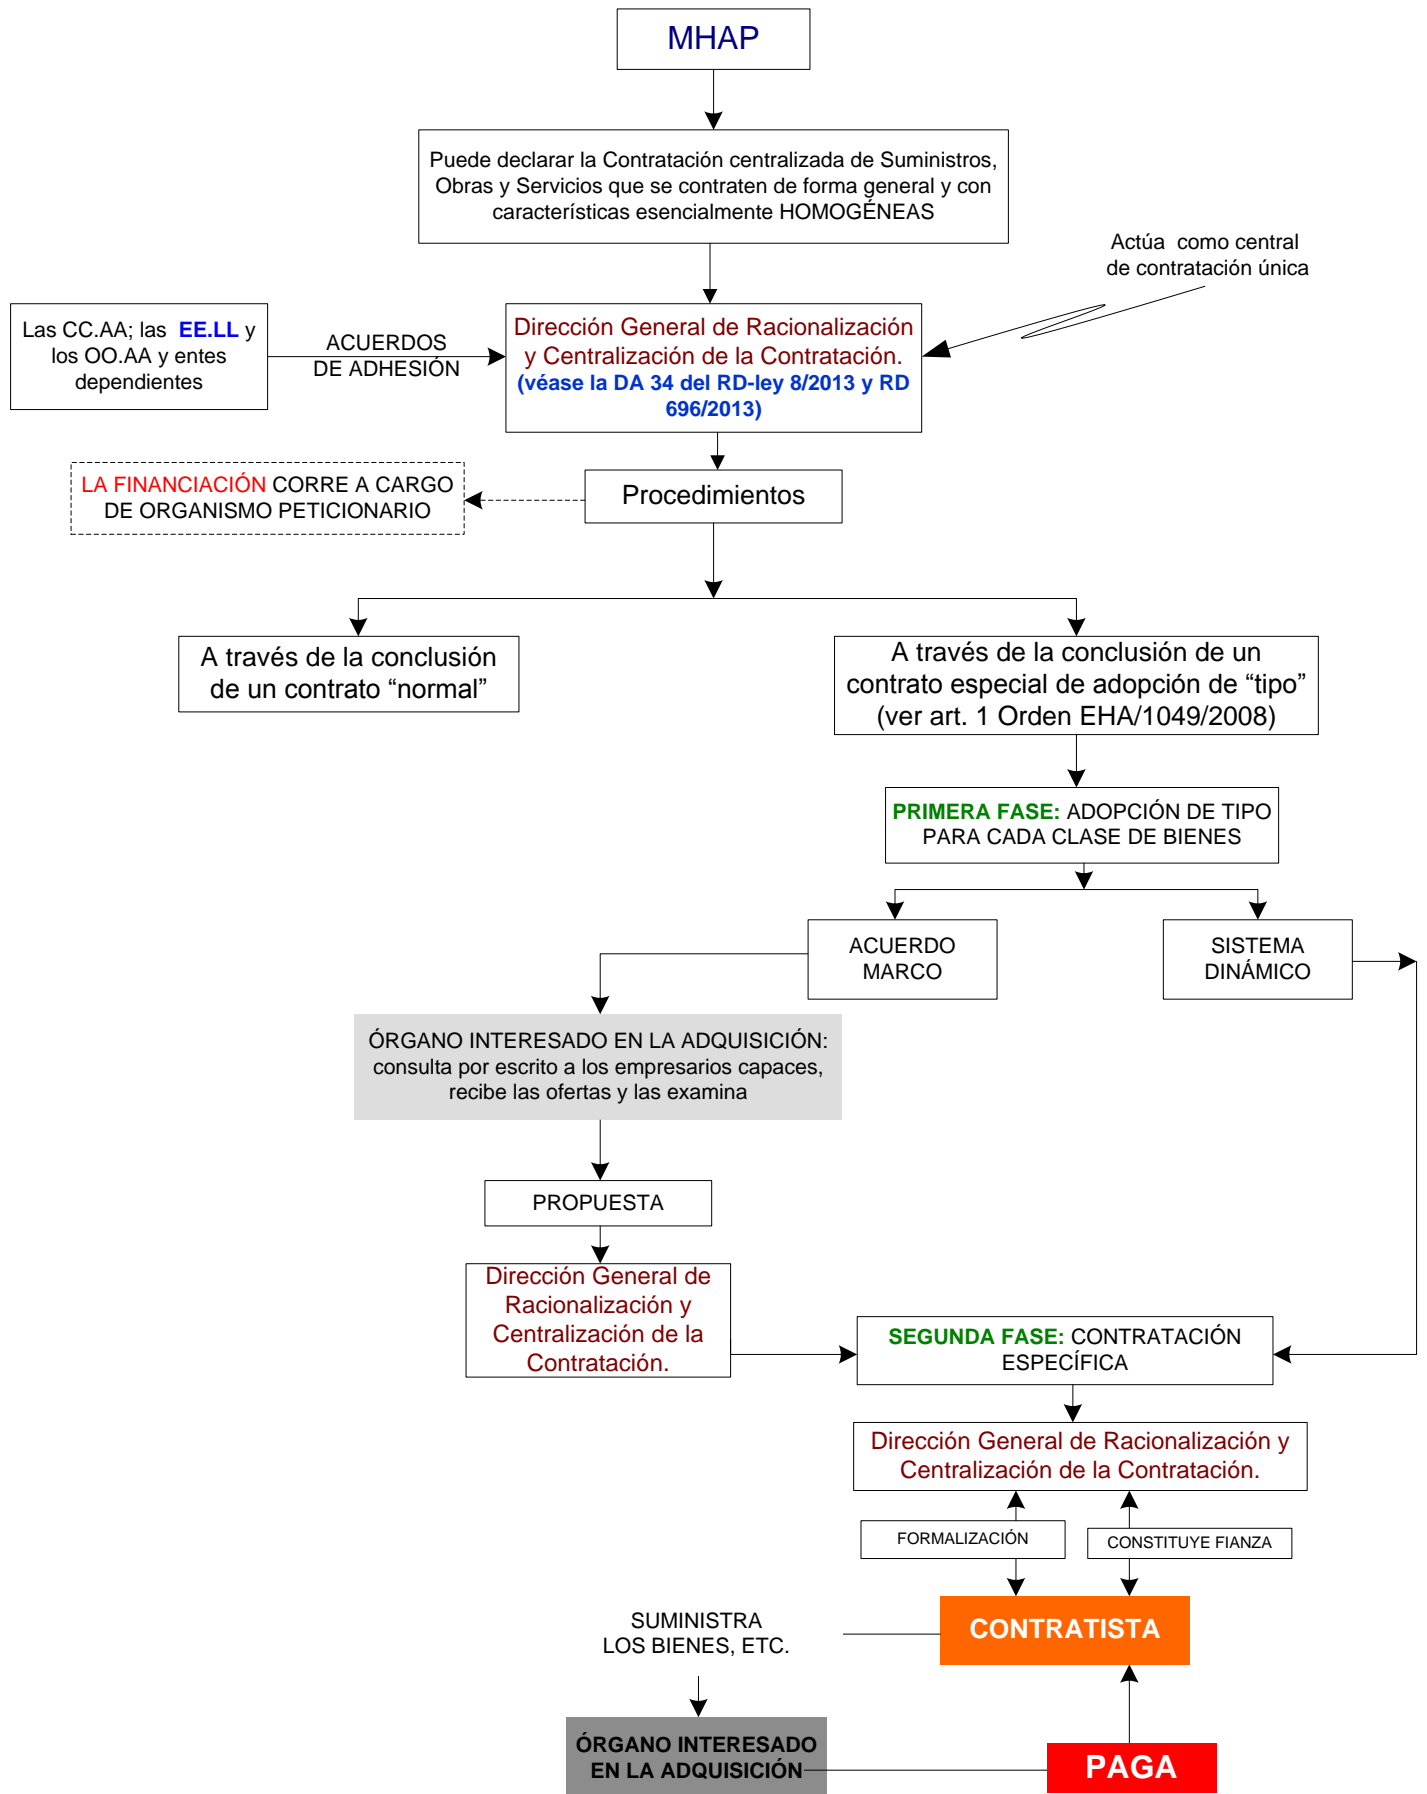 MHAP
Puede declarar la Contratación centralizada de Suministros,
Obras y Servicios que se contraten de forma general y con
características esencialmente HOMOGÉNEAS
Actúa como central
de contratación única
Las CC.AA; las EE.LL y
los OO.AA y entes
dependientes
ACUERDOS
DE ADHESIÓN
Dirección General de Racionalización
y Centralización de la Contratación.
(véase la DA 34 del RD-ley 8/2013 y RD
696/2013)
LA FINANCIACIÓN CORRE A CARGO
DE ORGANISMO PETICIONARIO
Procedimientos
A través de la conclusión
de un contrato “normal”
A través de la conclusión de un
contrato especial de adopción de “tipo”
(ver art. 1 Orden EHA/1049/2008)
PRIMERA FASE: ADOPCIÓN DE TIPO
PARA CADA CLASE DE BIENES
ACUERDO
MARCO
SISTEMA
DINÁMICO
ÓRGANO INTERESADO EN LA ADQUISICIÓN:
consulta por escrito a los empresarios capaces,
recibe las ofertas y las examina
PROPUESTA
Dirección General de
Racionalización y
Centralización de la
Contratación.
SEGUNDA FASE: CONTRATACIÓN
ESPECÍFICA
Dirección General de Racionalización y
Centralización de la Contratación.
FORMALIZACIÓN
CONSTITUYE FIANZA
CONTRATISTA
SUMINISTRA
LOS BIENES, ETC.
ÓRGANO INTERESADO
EN LA ADQUISICIÓN
PAGA